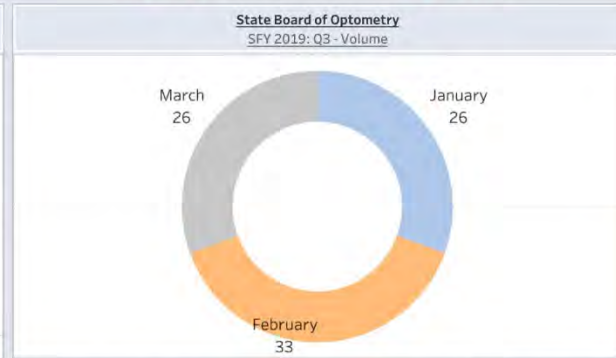 State Board of Optometry
SFY 2019: Q3 - Volume
March
26
January
26
February
33